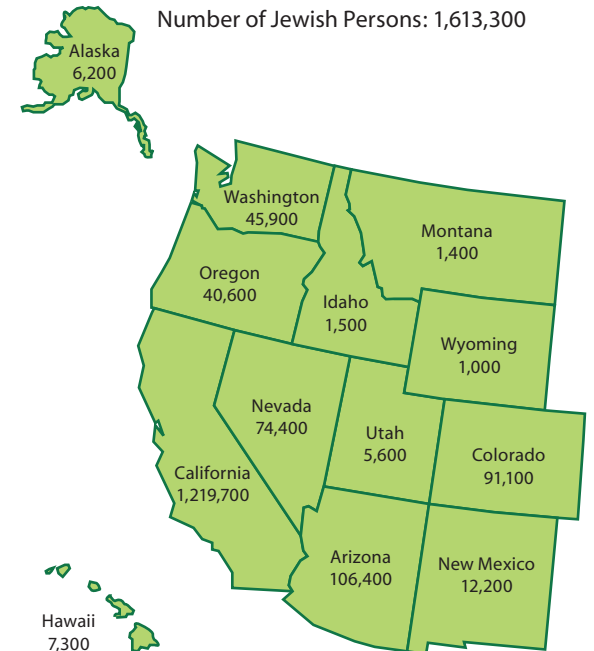 Number of Jewish Persons: 1,613,300
Alaska
6,200
Washington
45,900
Montana
1,400
Oregon
40,600
Idaho
1,500
Wyoming
1,000
Nevada
74,400
Utah
5,600
Colorado
91,100
California
1,219,700
Arizona
106,400
New Mexico
12,200
Hawaii
7,300